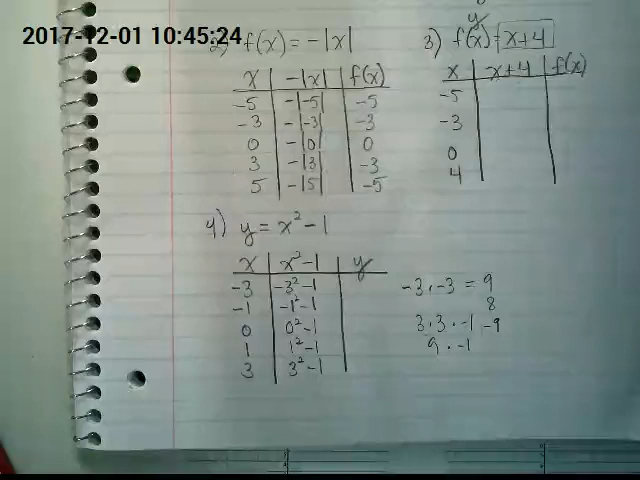 2017-12-01 10:45:24
2) f(x) = -|x|
x | -|x| | f(x)
-5 | -|-5| | -5
-3 | -|-3| | -3
0 | -|0| | 0
3 | -|3| | -3
5 | -|5| | -5
y
3) f(x) = x+4
x | x+4 | f(x)
-5
-3
0
4
4) y = x² - 1
x | x²-1 | y
-3 | -3²-1
-1 | -1²-1
0 | 0²-1
1 | 1²-1
3 | 3²-1
-3 · -3 = 9
8
3 · 3 · -1 -9
9 · -1